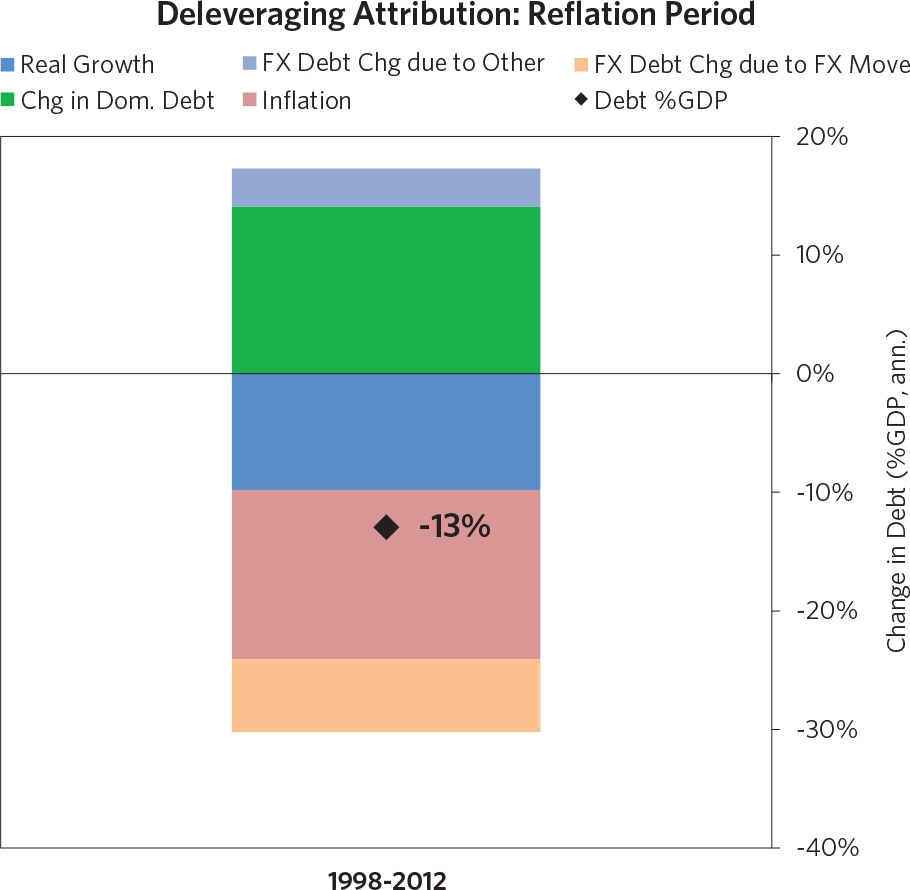 Deleveraging Attribution: Reflation Period
Real Growth FX Debt Chg due to Other FX Debt Chg due to FX Move
Chg in Dom. Debt Inflation Debt %GDP
20%
10%
0%
-10%
-13%
-20%
-30%
-40%
Change in Debt (%GDP, ann.)
1998-2012